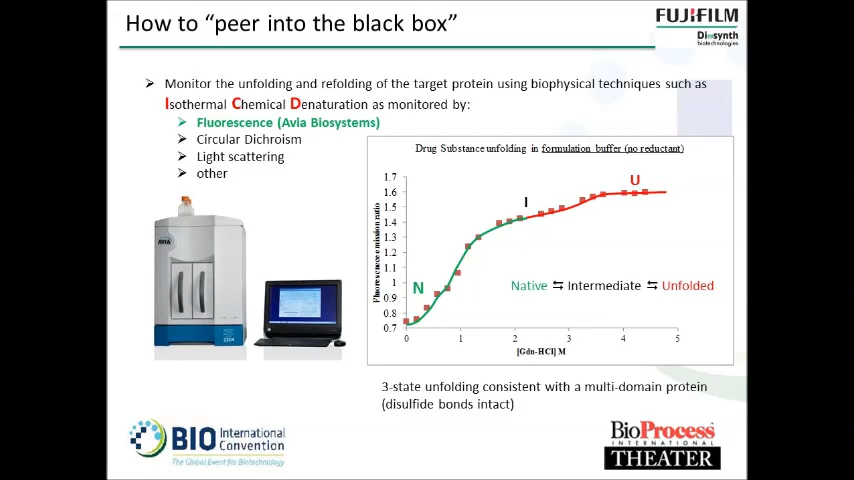 How to “peer into the black box”
FUJIFILM
Diosynth
biotechnologies
➢ Monitor the unfolding and refolding of the target protein using biophysical techniques such as
Isothermal Chemical Denaturation as monitored by:
➢ Fluorescence (Avia Biosystems)
➢ Circular Dichroism
➢ Light scattering
➢ other
AVIA
2304
Drug Substance unfolding in formulation buffer (no reductant)
Fluorescence emission ratio
1.7
1.6
1.5
1.4
1.3
1.2
1.1
1
0.9
0.8
0.7
U
I
N
Native ⇆ Intermediate ⇆ Unfolded
0 1 2 3 4 5
[Gdn-HCl] M
3-state unfolding consistent with a multi-domain protein
(disulfide bonds intact)
BIO International
Convention
The Global Event for Biotechnology
BioProcess
INTERNATIONAL
THEATER